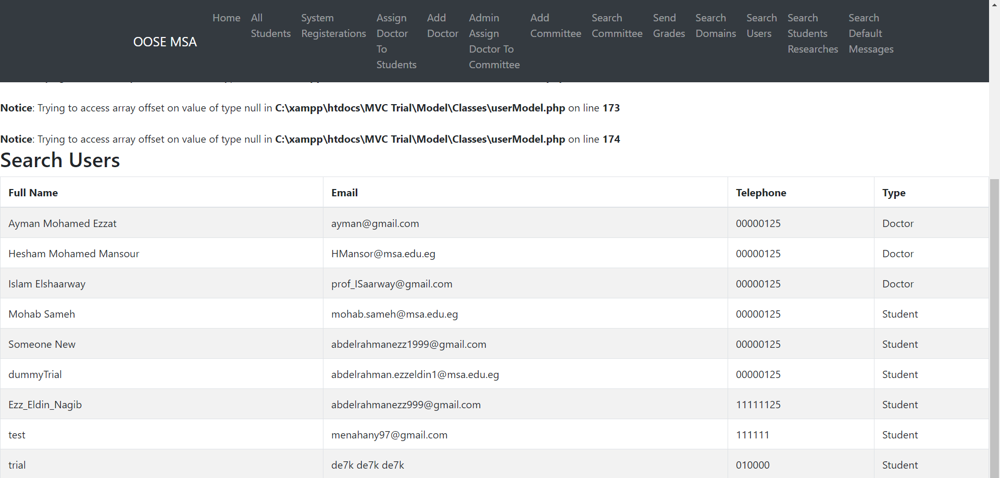 OOSE MSA
Home
All
Students
System
Registerations
Assign
Doctor
To
Students
Add
Doctor
Admin
Assign
Doctor To
Committee
Add
Committee
Search
Committee
Send
Grades
Search
Domains
Search
Users
Search
Students
Researches
Search
Default
Messages
Notice: Trying to access array offset on value of type null in C:\xampp\htdocs\MVC Trial\Model\Classes\userModel.php on line 173
Notice: Trying to access array offset on value of type null in C:\xampp\htdocs\MVC Trial\Model\Classes\userModel.php on line 174
Search Users
Full Name Email Telephone Type
Ayman Mohamed Ezzat ayman@gmail.com 00000125 Doctor
Hesham Mohamed Mansour HMansor@msa.edu.eg 00000125 Doctor
Islam Elshaarway prof_ISaarway@gmail.com 00000125 Doctor
Mohab Sameh mohab.sameh@msa.edu.eg 00000125 Student
Someone New abdelrahmanezz1999@gmail.com 00000125 Student
dummyTrial abdelrahman.ezzeldin1@msa.edu.eg 00000125 Student
Ezz_Eldin_Nagib abdelrahmanezz999@gmail.com 11111125 Student
test menahany97@gmail.com 111111 Student
trial de7k de7k de7k 010000 Student